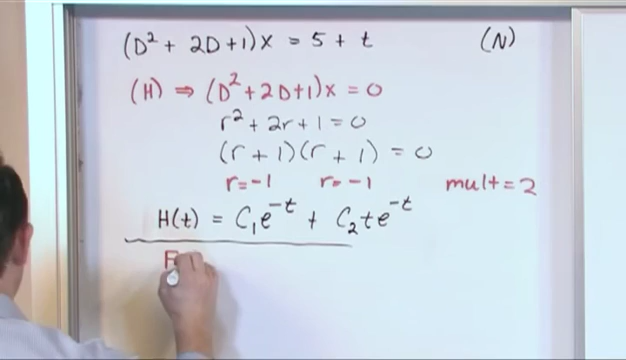 (D² + 2D+1)x = 5 + t (N)
(H) ⇒ (D²+2D+1)x = 0
r²+2r+1=0
(r+1)(r+1) = 0
r=-1 r=-1 mult=2
H(t) = C₁e^-t + C₂te^-t